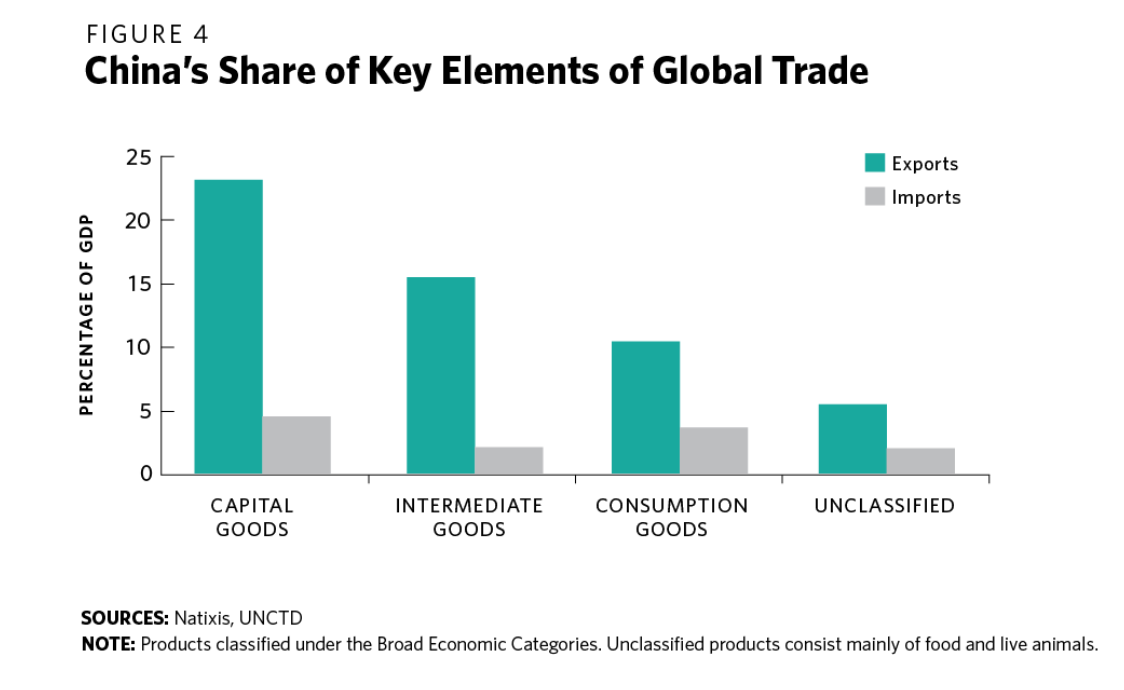 FIGURE 4
China's Share of Key Elements of Global Trade
25
20
15
10
5
0
PERCENTAGE OF GDP
Exports
Imports
CAPITAL
GOODS
INTERMEDIATE
GOODS
CONSUMPTION
GOODS
UNCLASSIFIED
SOURCES: Natixis, UNCTD
NOTE: Products classified under the Broad Economic Categories. Unclassified products consist mainly of food and live animals.